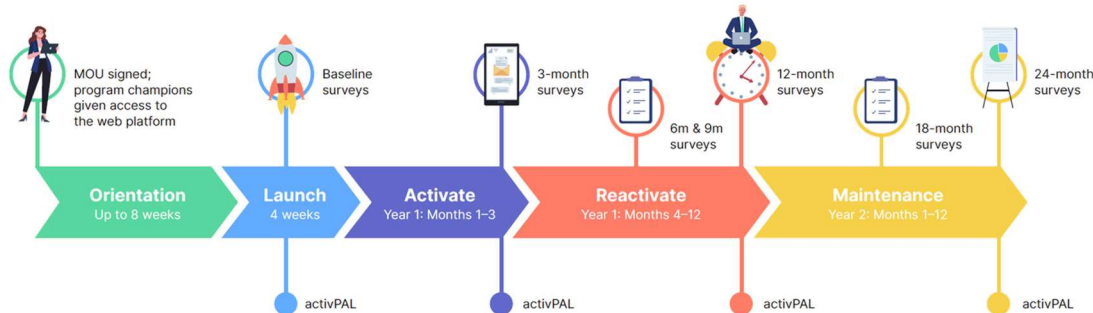 MOU signed;
program champions
given access to
the web platform
Baseline
surveys
3-month
surveys
6m & 9m
surveys
12-month
surveys
18-month
surveys
24-month
surveys
Orientation
Up to 8 weeks
Launch
4 weeks
Activate
Year 1: Months 1–3
Reactivate
Year 1: Months 4–12
Maintenance
Year 2: Months 1–12
activPAL
activPAL
activPAL
activPAL